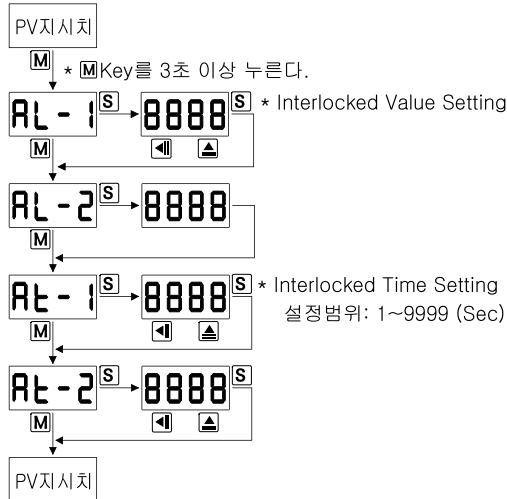 PV지시치
M
* M Key를 3초 이상 누른다.
AL-1 S 8888 S * Interlocked Value Setting
M
AL-2 S 8888
M
At-1 S 8888 S * Interlocked Time Setting
설정범위: 1~9999 (Sec)
M
At-2 S 8888 S
M
PV지시치